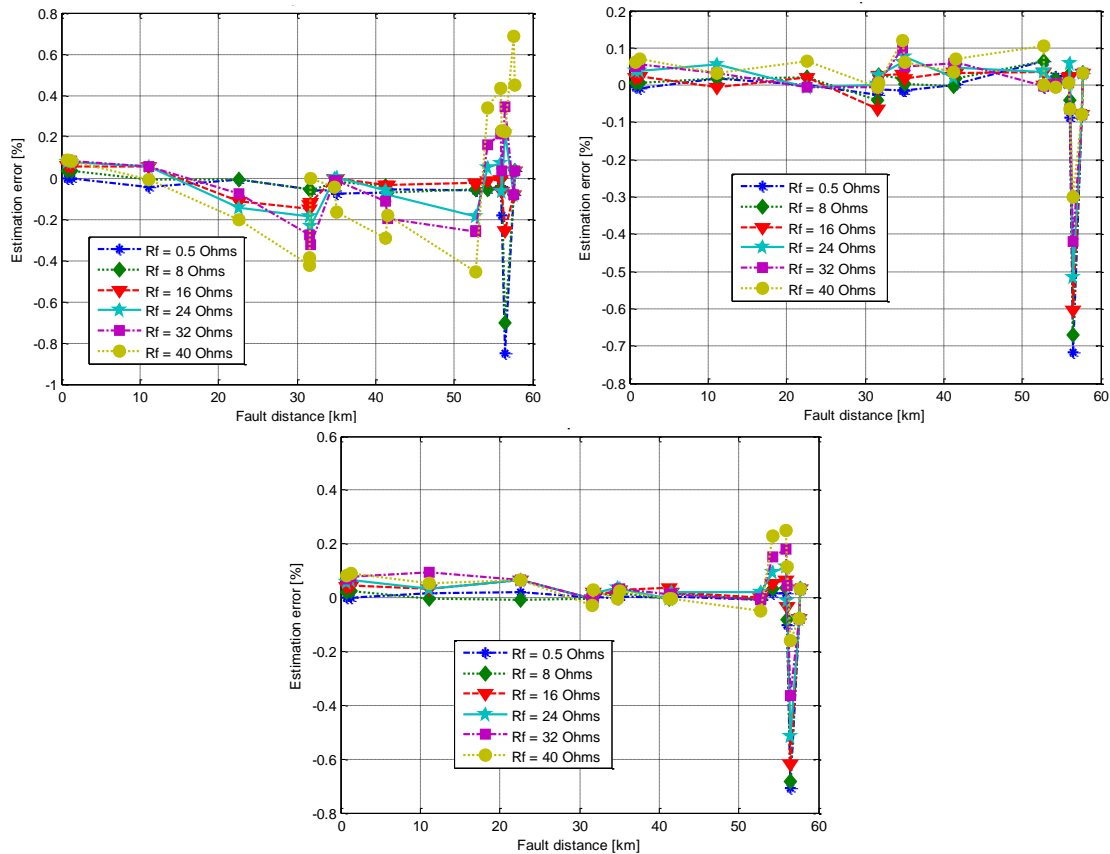 0.8
0.6
0.4
0.2
0
-0.2
-0.4
-0.6
-0.8
-1
Estimation error [%]
Rf = 0.5 Ohms
Rf = 8 Ohms
Rf = 16 Ohms
Rf = 24 Ohms
Rf = 32 Ohms
Rf = 40 Ohms
0 10 20 30 40 50 60
Fault distance [km]
0.2
0.1
0
-0.1
-0.2
-0.3
-0.4
-0.5
-0.6
-0.7
-0.8
Estimation error [%]
Rf = 0.5 Ohms
Rf = 8 Ohms
Rf = 16 Ohms
Rf = 24 Ohms
Rf = 32 Ohms
Rf = 40 Ohms
0 10 20 30 40 50 60
Fault distance [km]
0.6
0.4
0.2
0
-0.2
-0.4
-0.6
-0.8
Estimation error [%]
Rf = 0.5 Ohms
Rf = 8 Ohms
Rf = 16 Ohms
Rf = 24 Ohms
Rf = 32 Ohms
Rf = 40 Ohms
0 10 20 30 40 50 60
Fault distance [km]